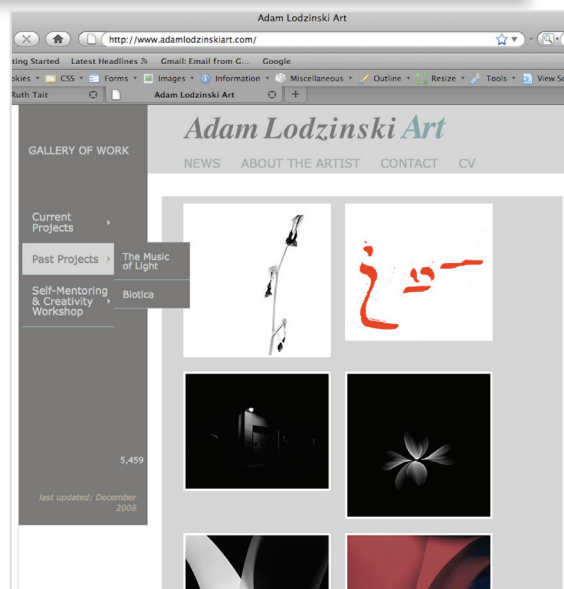 Adam Lodzinski Art
http://www.adamlodzinskiart.com/
ting Started Latest Headlines Gmail: Email from G... Google
okies CSS Forms Images Information Miscellaneous Outline Resize Tools View So
Ruth Tait Adam Lodzinski Art
GALLERY OF WORK
Adam Lodzinski Art
NEWS ABOUT THE ARTIST CONTACT CV
Current
Projects
Past Projects
The Music
of Light
Biotica
Self-Mentoring
& Creativity
Workshop
5,459
last updated: December
2008